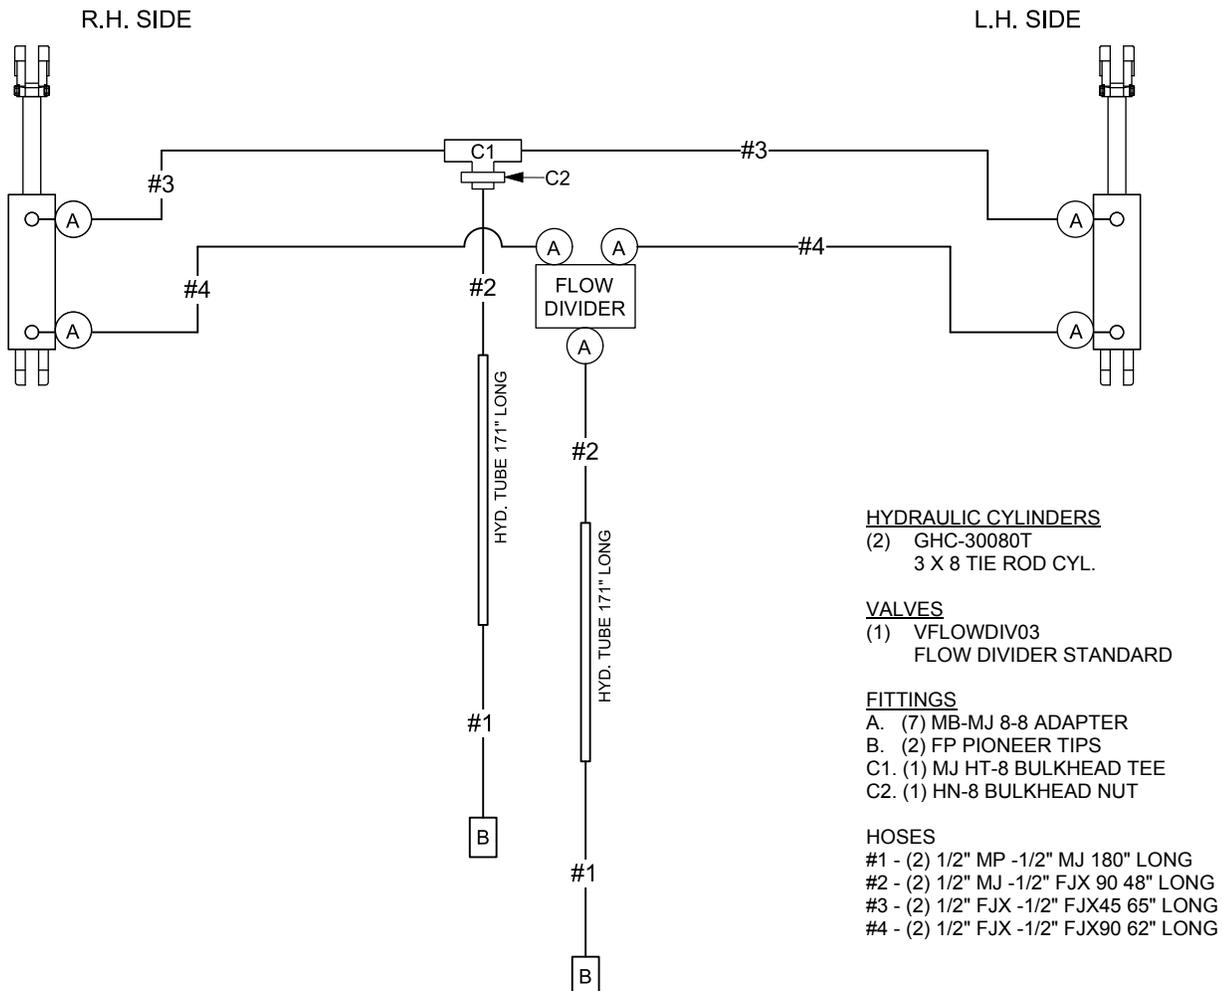 R.H. SIDE
L.H. SIDE
C1
#3
C2
#3
A
A
A
A
#4
#4
#2
FLOW
DIVIDER
A
A
A
HYD. TUBE 171" LONG
#2
HYD. TUBE 171" LONG
#1
B
#1
B
HYDRAULIC CYLINDERS
(2) GHC-30080T
3 X 8 TIE ROD CYL.
VALVES
(1) VFLOWDIV03
FLOW DIVIDER STANDARD
FITTINGS
A. (7) MB-MJ 8-8 ADAPTER
B. (2) FP PIONEER TIPS
C1. (1) MJ HT-8 BULKHEAD TEE
C2. (1) HN-8 BULKHEAD NUT
HOSES
#1 - (2) 1/2" MP -1/2" MJ 180" LONG
#2 - (2) 1/2" MJ -1/2" FJX 90 48" LONG
#3 - (2) 1/2" FJX -1/2" FJX45 65" LONG
#4 - (2) 1/2" FJX -1/2" FJX90 62" LONG